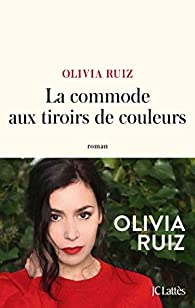 OLIVIA RUIZ
La commode
aux tiroirs de couleurs
roman
OLIVIA
RUIZ
JC Lattès